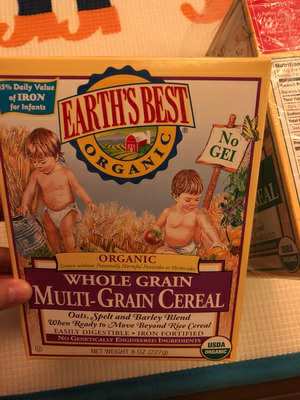 5% Daily Value
of IRON
for Infants
EARTH'S BEST
ORGANIC
No
GEI
ORGANIC
WHOLE GRAIN
MULTI-GRAIN CEREAL
Oats, Spelt and Barley Blend
When Ready to Move Beyond Rice Cereal
EASILY DIGESTIBLE • IRON FORTIFIED
NO GENETICALLY ENGINEERED INGREDIENTS
NET WEIGHT 8 OZ (227g)
USDA
ORGANIC